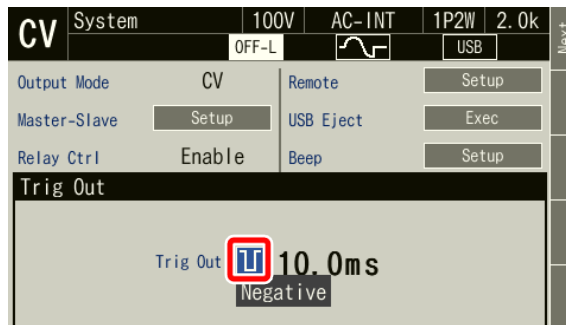 CV System 100V AC-INT 1P2W 2.0k
OFF-L USB
Next
Output Mode CV Remote Setup
Master-Slave Setup USB Eject Exec
Relay Ctrl Enable Beep Setup
Trig Out
Trig Out 10.0ms
Negative